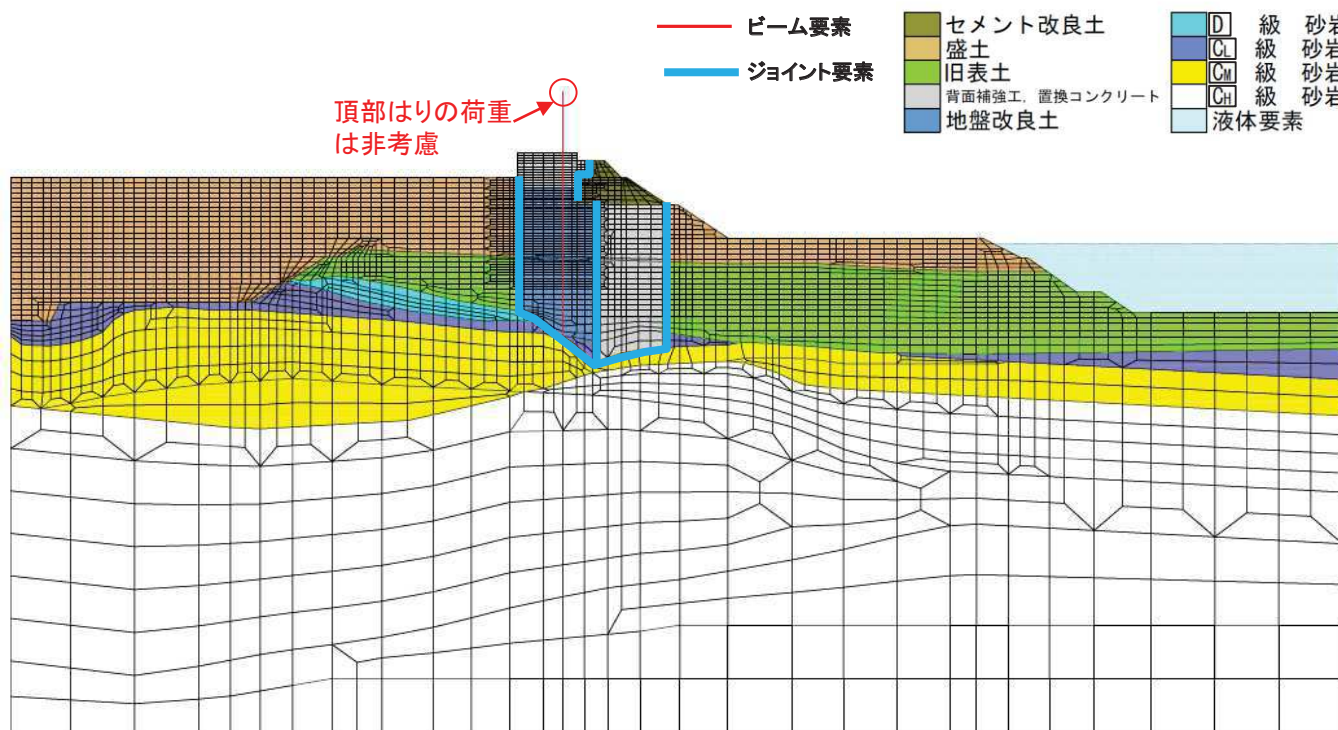 ビーム要素
ジョイント要素
セメント改良土
盛土
旧表土
背面補強工, 置換コンクリート
地盤改良土
D 級 砂岩
CL 級 砂岩
CM 級 砂岩
CH 級 砂岩
液体要素
頂部はりの荷重
は非考慮